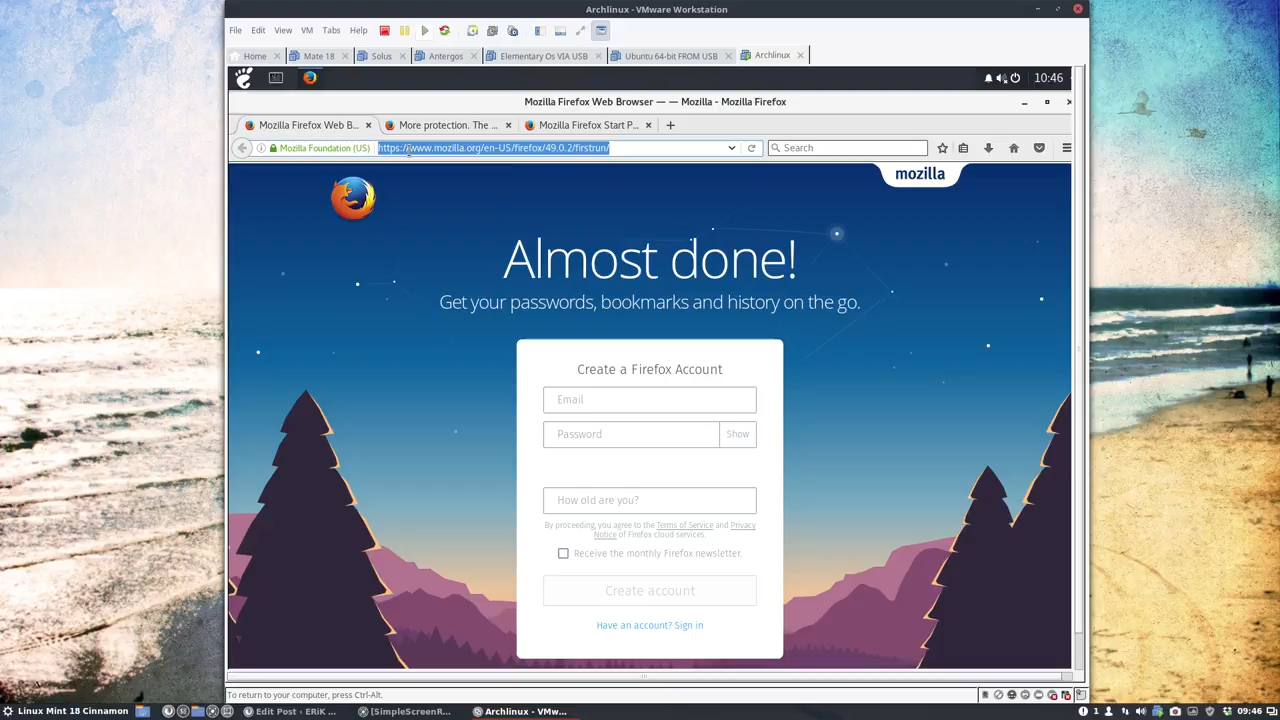 Archlinux - VMware Workstation
File Edit View VM Tabs Help
Home Mate 18 Solus Antergos Elementary Os VIA USB Ubuntu 64-bit FROM USB Archlinux
10:46
Mozilla Firefox Web Browser — — Mozilla - Mozilla Firefox
Mozilla Firefox Web B... More protection. The ... Mozilla Firefox Start P...
Mozilla Foundation (US) https://www.mozilla.org/en-US/firefox/49.0.2/firstrun/ Search
mozilla
Almost done!
Get your passwords, bookmarks and history on the go.
Create a Firefox Account
Email
Password Show
How old are you?
By proceeding, you agree to the Terms of Service and Privacy
Notice of Firefox cloud services.
Receive the monthly Firefox newsletter.
Create account
Have an account? Sign in
To return to your computer, press Ctrl-Alt.
Linux Mint 18 Cinnamon Edit Post ‹ ERiK ... [SimpleScreenR... Archlinux - VMw... 1 09:46